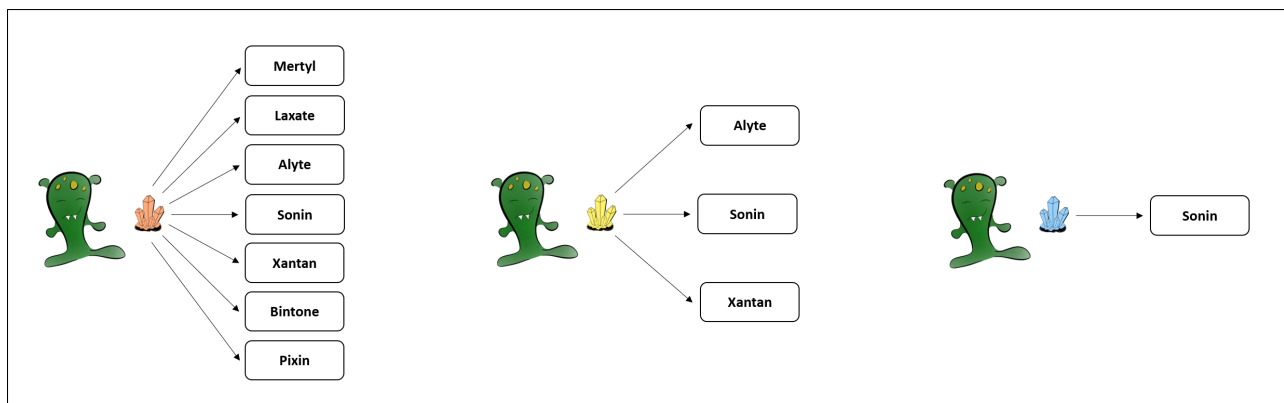 Mertyl
Laxate
Alyte
Sonin
Xantan
Bintone
Pixin
Alyte
Sonin
Xantan
Sonin